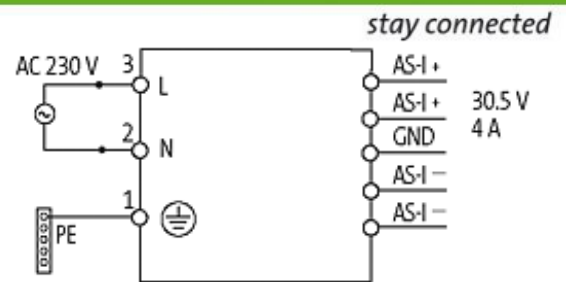 stay connected
AC 230 V
3
L
2
N
1
PE
AS-I +
AS-I +
GND
AS-I −
AS-I −
30.5 V
4 A